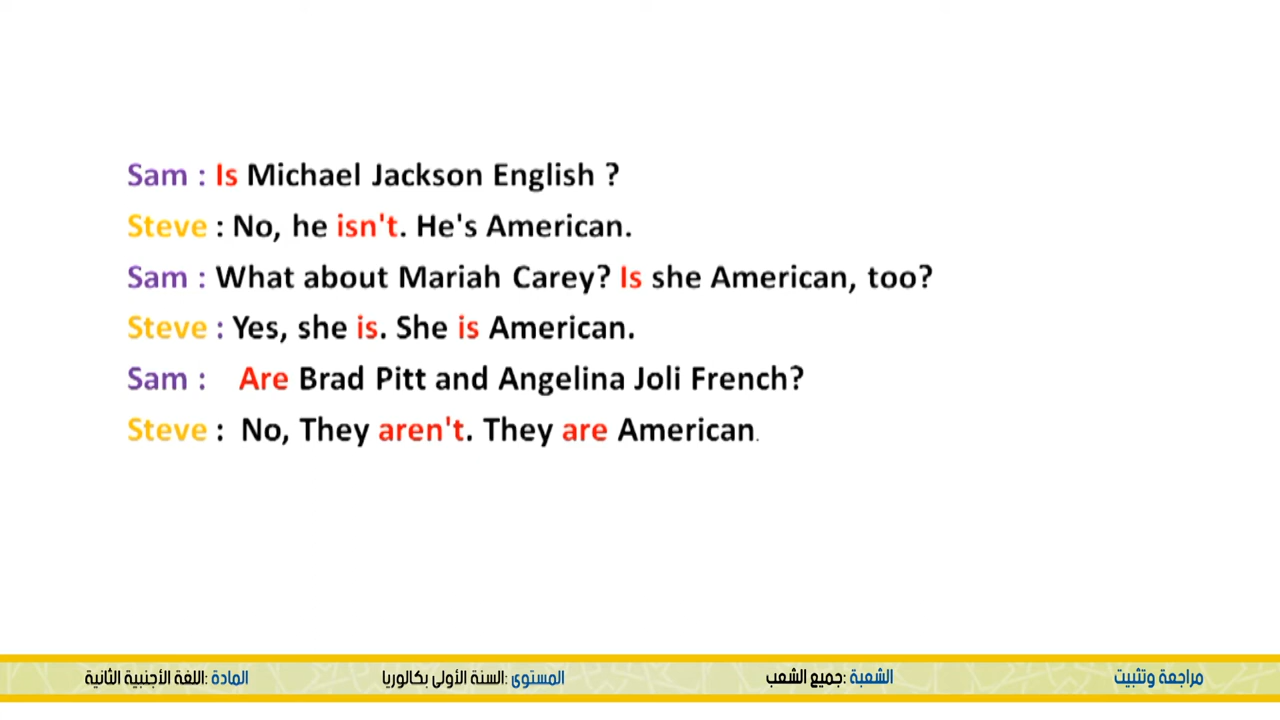 Sam : Is Michael Jackson English ?
Steve : No, he isn't. He's American.
Sam : What about Mariah Carey? Is she American, too?
Steve : Yes, she is. She is American.
Sam : Are Brad Pitt and Angelina Joli French?
Steve : No, They aren't. They are American.
مراجعة وتثبيت الشعبة :جميع الشعب المستوى :السنة الأولى بكالوريا المادة :اللغة الأجنبية الثانية